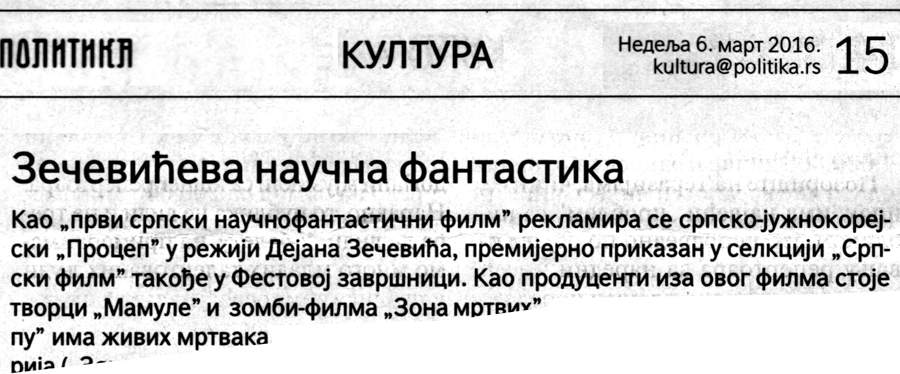 ПОЛИТИКА
КУЛТУРА
Недеља 6. март 2016.
kultura@politika.rs
15
Зечевићева научна фантастика
Као „први српски научнофантастични филм” рекламира се српско-јужнокореј-
ски „Процеп” у режији Дејана Зечевића, премијерно приказан у селкцији „Срп-
ски филм” такође у Фестовој завршници. Као продуценти иза овог филма стоје
творци „Мамуле” и зомби-филма „Зона мртвих”
пу” има живих мртвака
рија (